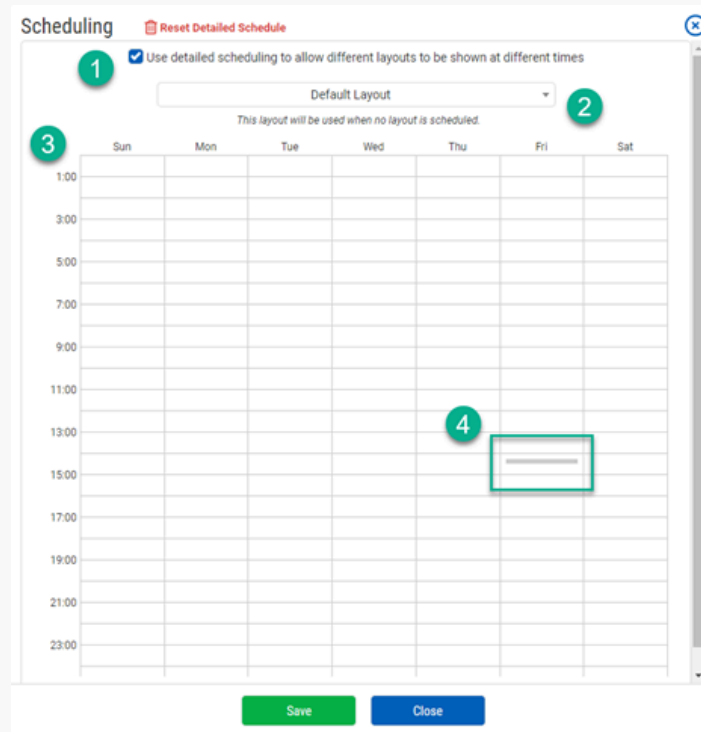 Scheduling Reset Detailed Schedule
1 Use detailed scheduling to allow different layouts to be shown at different times
Default Layout
2
This layout will be used when no layout is scheduled.
3
Sun Mon Tue Wed Thu Fri Sat
1:00
3:00
5:00
7:00
9:00
11:00
13:00
4
15:00
17:00
19:00
21:00
23:00
Save Close